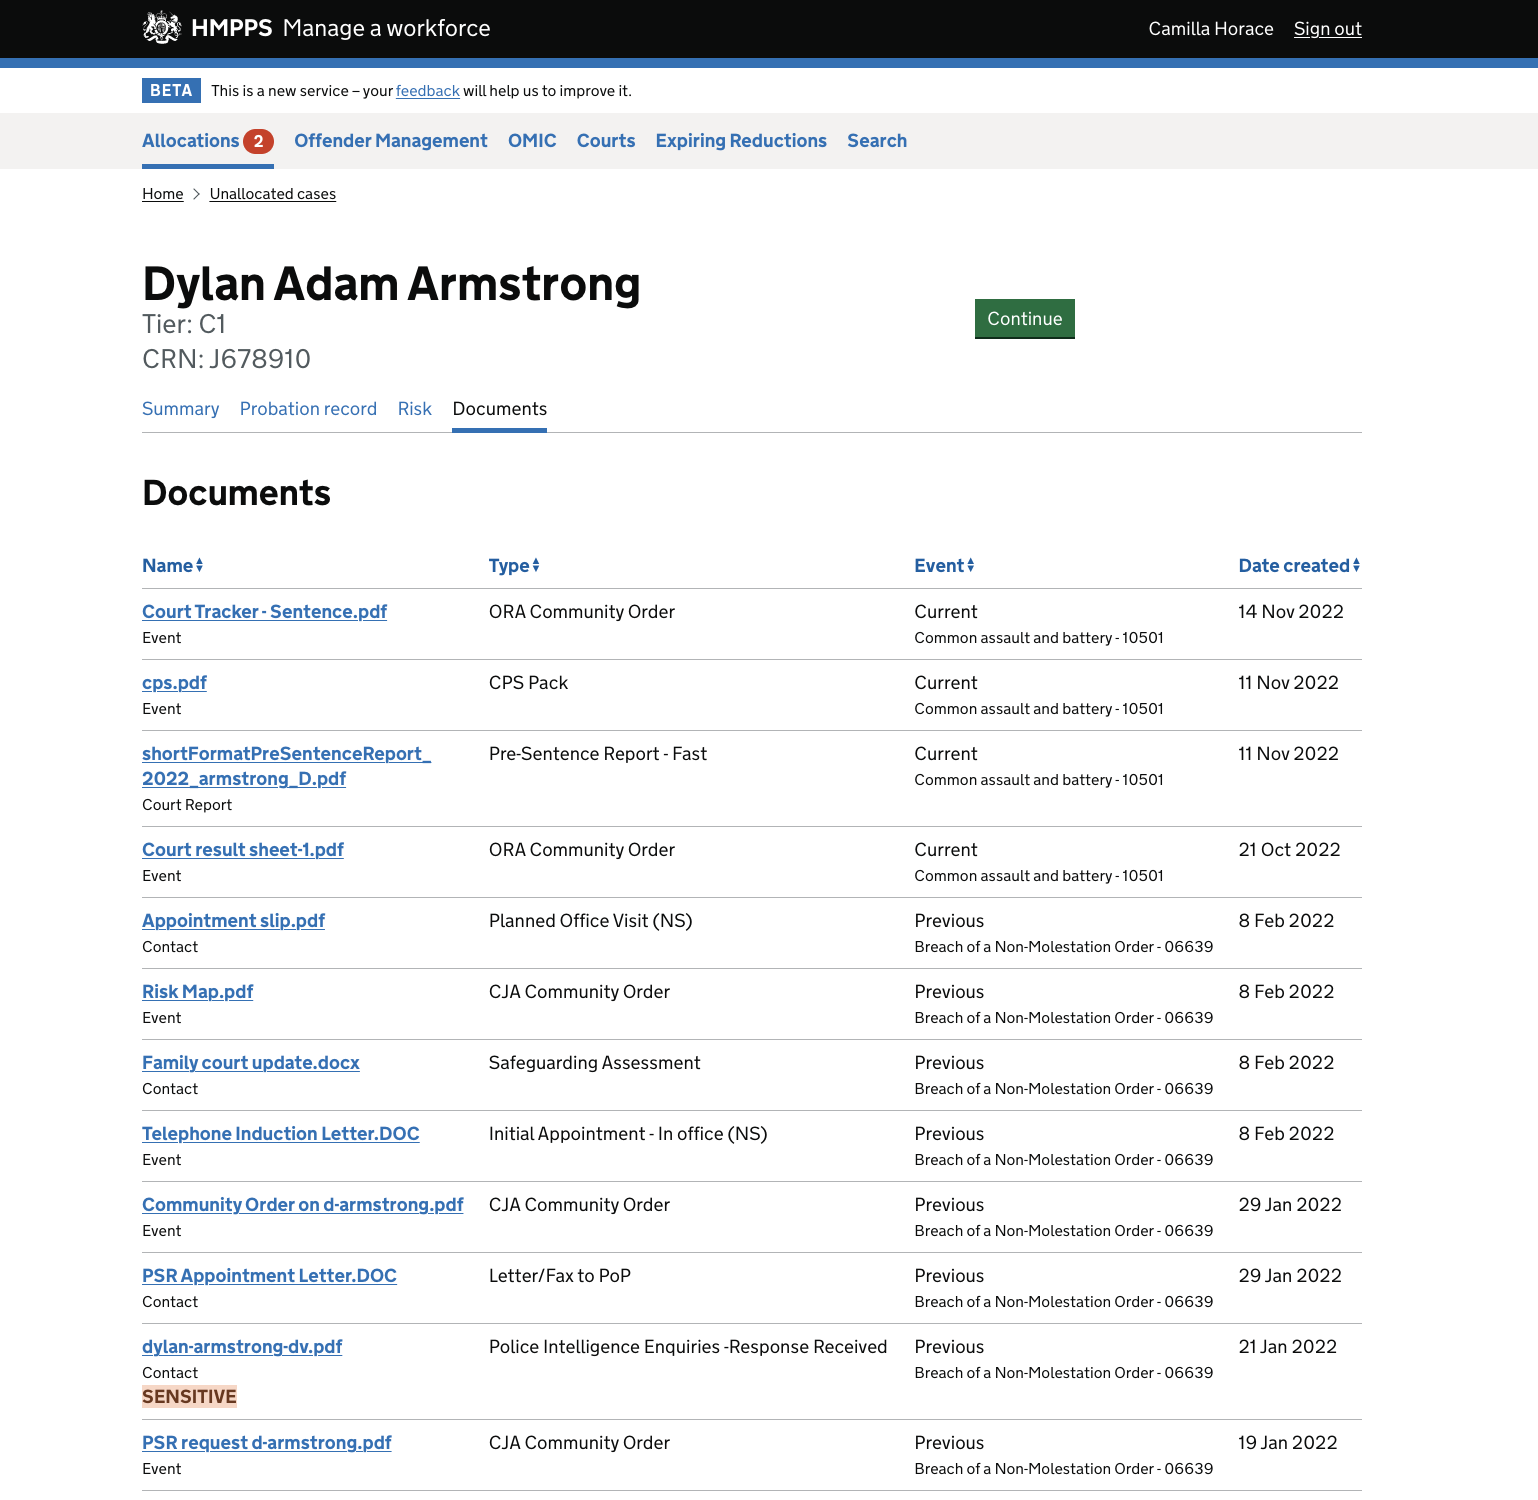 HMPPS Manage a workforce
Camilla Horace Sign out
BETA This is a new service – your feedback will help us to improve it.
Allocations 2 Offender Management OMIC Courts Expiring Reductions Search
Home Unallocated cases
Dylan Adam Armstrong
Tier: C1
CRN: J678910
Continue
Summary Probation record Risk Documents
Documents
Name Type Event Date created
Court Tracker - Sentence.pdf ORA Community Order Current 14 Nov 2022
Event Common assault and battery - 10501
cps.pdf CPS Pack Current 11 Nov 2022
Event Common assault and battery - 10501
shortFormatPreSentenceReport_ Pre-Sentence Report - Fast Current 11 Nov 2022
2022_armstrong_D.pdf Common assault and battery - 10501
Court Report
Court result sheet-1.pdf ORA Community Order Current 21 Oct 2022
Event Common assault and battery - 10501
Appointment slip.pdf Planned Office Visit (NS) Previous 8 Feb 2022
Contact Breach of a Non-Molestation Order - 06639
Risk Map.pdf CJA Community Order Previous 8 Feb 2022
Event Breach of a Non-Molestation Order - 06639
Family court update.docx Safeguarding Assessment Previous 8 Feb 2022
Contact Breach of a Non-Molestation Order - 06639
Telephone Induction Letter.DOC Initial Appointment - In office (NS) Previous 8 Feb 2022
Event Breach of a Non-Molestation Order - 06639
Community Order on d-armstrong.pdf CJA Community Order Previous 29 Jan 2022
Event Breach of a Non-Molestation Order - 06639
PSR Appointment Letter.DOC Letter/Fax to PoP Previous 29 Jan 2022
Contact Breach of a Non-Molestation Order - 06639
dylan-armstrong-dv.pdf Police Intelligence Enquiries -Response Received Previous 21 Jan 2022
Contact Breach of a Non-Molestation Order - 06639
SENSITIVE
PSR request d-armstrong.pdf CJA Community Order Previous 19 Jan 2022
Event Breach of a Non-Molestation Order - 06639